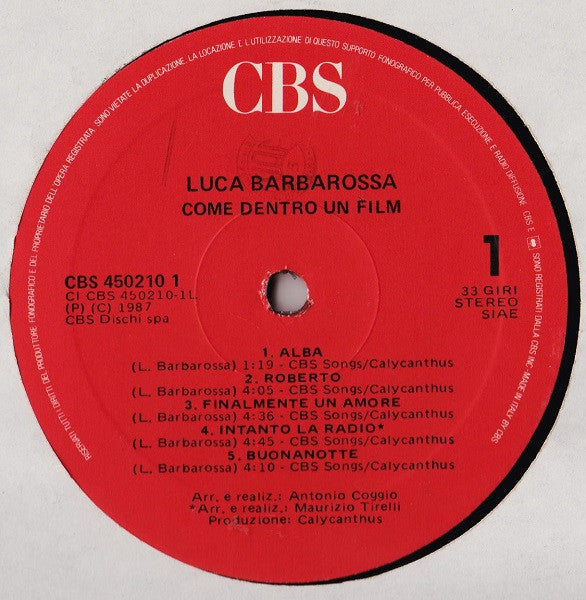 RISERVATI TUTTI I DIRITTI DEL PRODUTTORE FONOGRAFICO E DEL PROPRIETARIO DELL'OPERA REGISTRATA. SONO VIETATE LA DUPLICAZIONE, LA LOCAZIONE E L'UTILIZZAZIONE DI QUESTO SUPPORTO FONOGRAFICO PER PUBBLICA ESECUZIONE E RADIO DIFFUSIONE. CBS E SONO REGISTRATI DALLA CBS INC. MADE IN ITALY BY CBS
CBS
LUCA BARBAROSSA
COME DENTRO UN FILM
CBS 450210 1
CI CBS 450210-1L
(P) (C) 1987
CBS Dischi spa
1
33 GIRI
STEREO
SIAE
1. ALBA
(L. Barbarossa) 1:19 - CBS Songs/Calycanthus
2. ROBERTO
(L. Barbarossa) 4:05 - CBS Songs/Calycanthus
3. FINALMENTE UN AMORE
(L. Barbarossa) 4:36 - CBS Songs/Calycanthus
4. INTANTO LA RADIO*
(L. Barbarossa) 4:45 - CBS Songs/Calycanthus
5. BUONANOTTE
(L. Barbarossa) 4:10 - CBS Songs/Calycanthus
Arr. e realiz.: Antonio Coggio
*Arr. e realiz.: Maurizio Tirelli
Produzione: Calycanthus